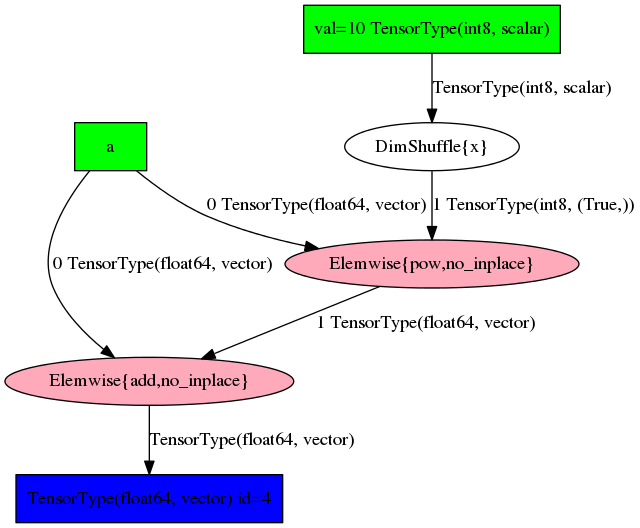 val=10 TensorType(int8, scalar)
TensorType(int8, scalar)
a
DimShuffle{x}
0 TensorType(float64, vector)
1 TensorType(int8, (True,))
0 TensorType(float64, vector)
Elemwise{pow,no_inplace}
1 TensorType(float64, vector)
Elemwise{add,no_inplace}
TensorType(float64, vector)
TensorType(float64, vector) id=4